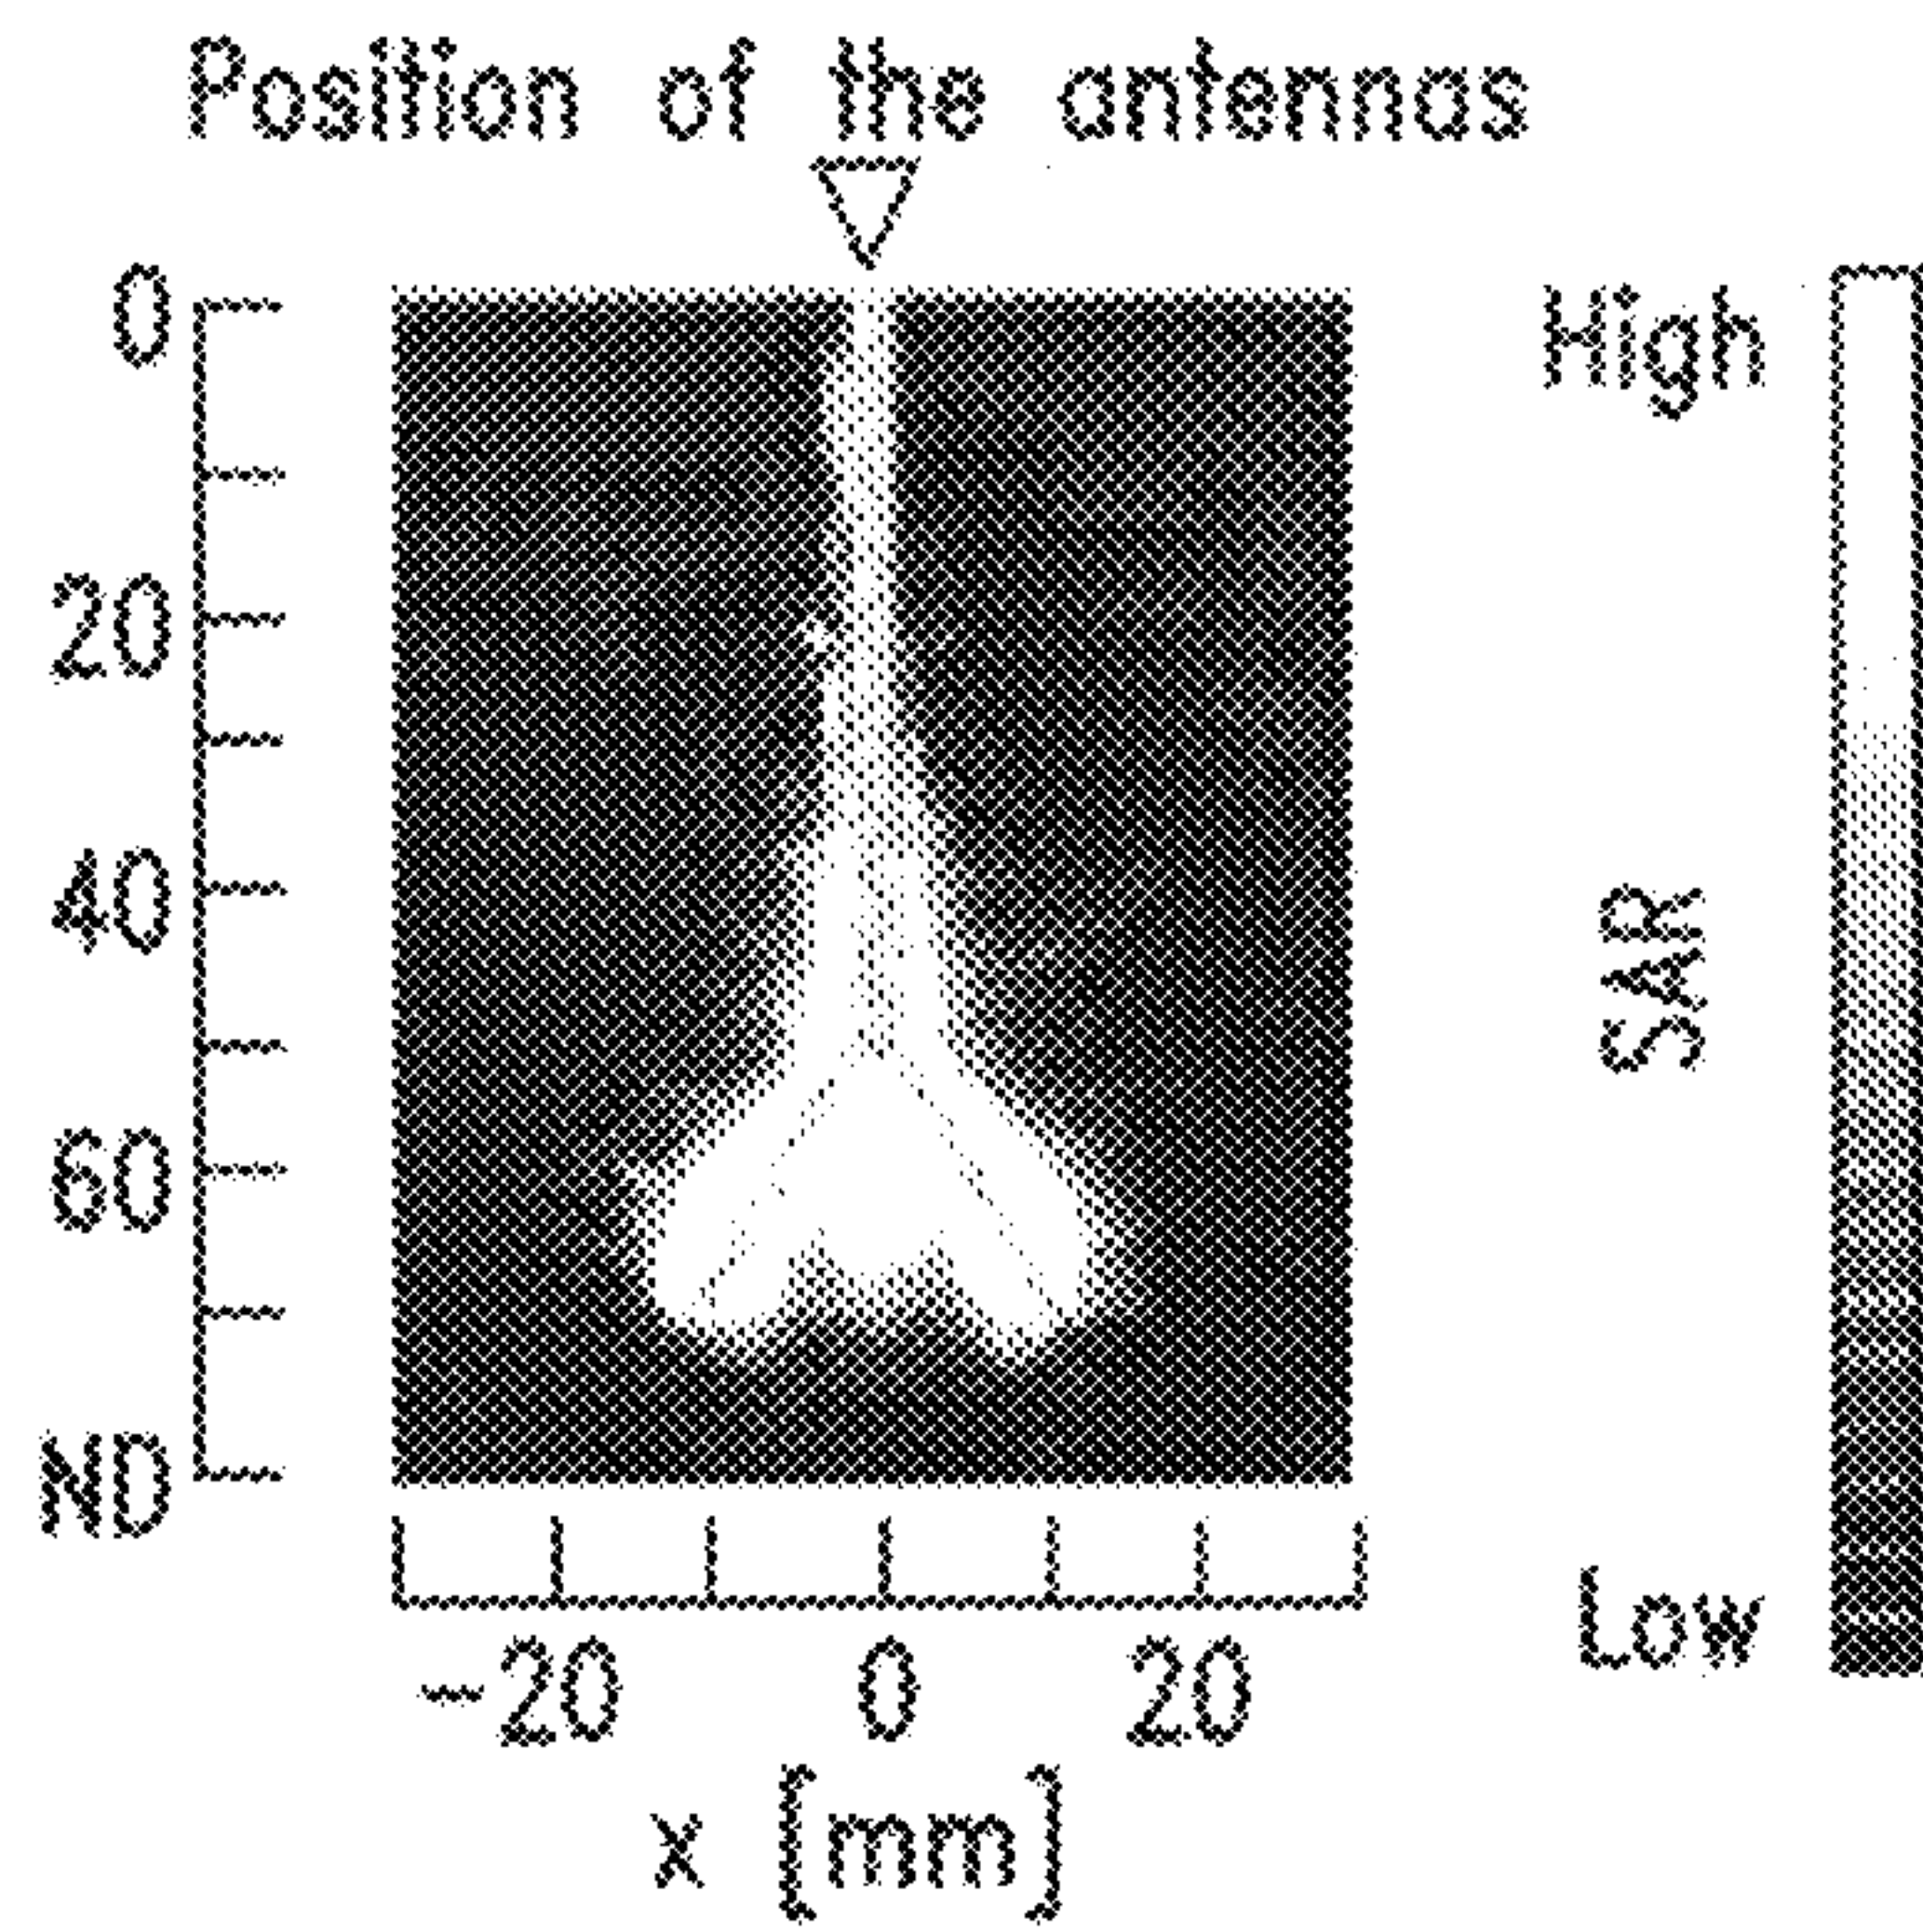 Position of the antennas
0
20
40
60
ND
-20 0 20
x [mm]
High
SAR
Low